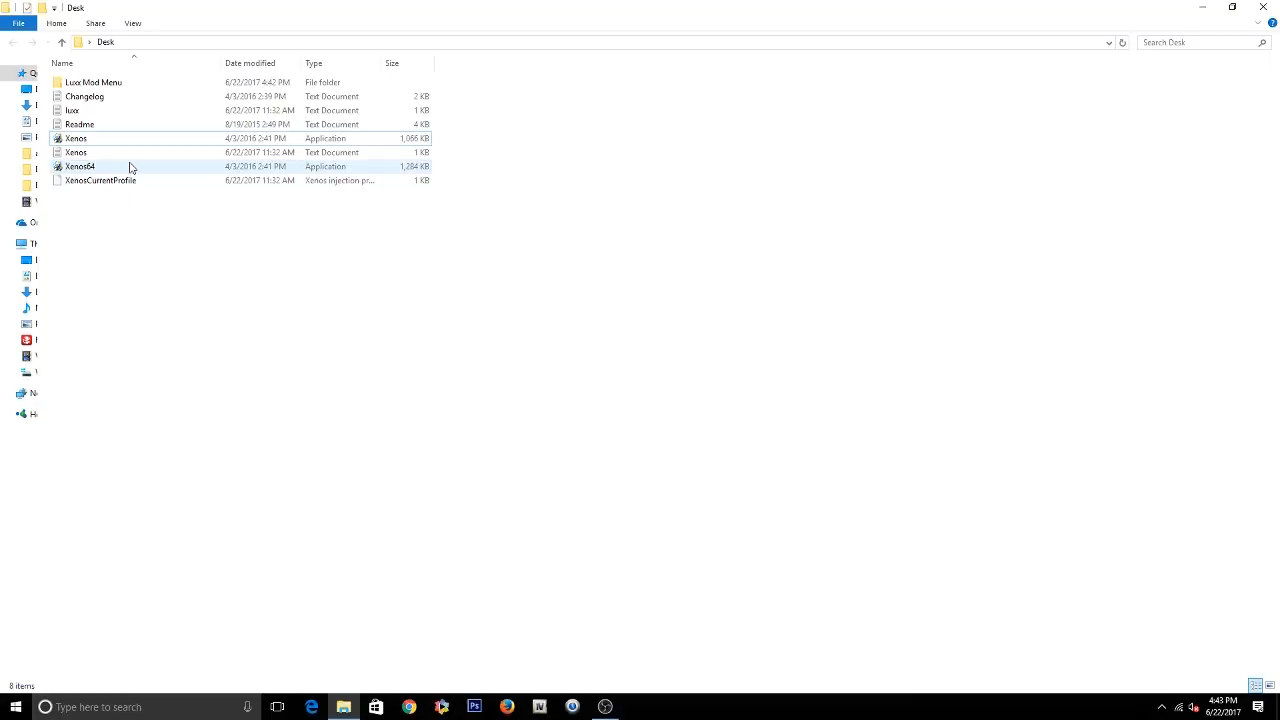 Desk
File Home Share View
Desk
Search Desk
Name Date modified Type Size
Luxx Mod Menu 6/22/2017 4:42 PM File folder
Changelog 4/3/2016 2:39 PM Text Document 2 KB
luxx 6/22/2017 11:32 AM Text Document 1 KB
Readme 8/19/2015 2:49 PM Text Document 4 KB
Xenos 4/3/2016 2:41 PM Application 1,066 KB
Xenos 6/22/2017 11:32 AM Text Document 1 KB
Xenos64 4/3/2016 2:41 PM Application 1,284 KB
XenosCurrentProfile 6/22/2017 11:32 AM Xenos injection pr... 1 KB
8 items
Type here to search
4:43 PM
6/22/2017